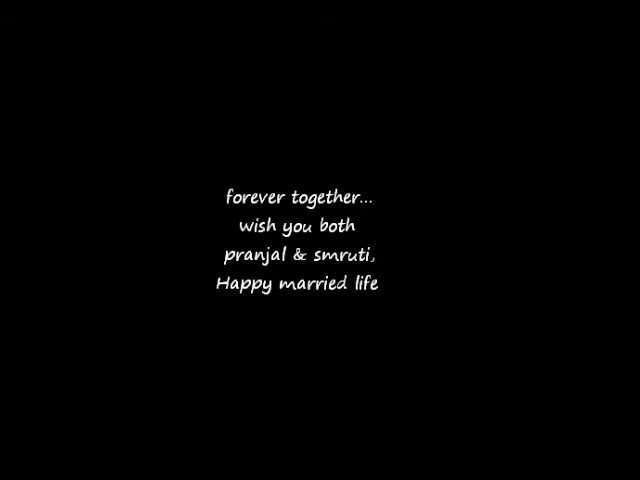 forever together...
wish you both
pranjal & smruti,
Happy married life